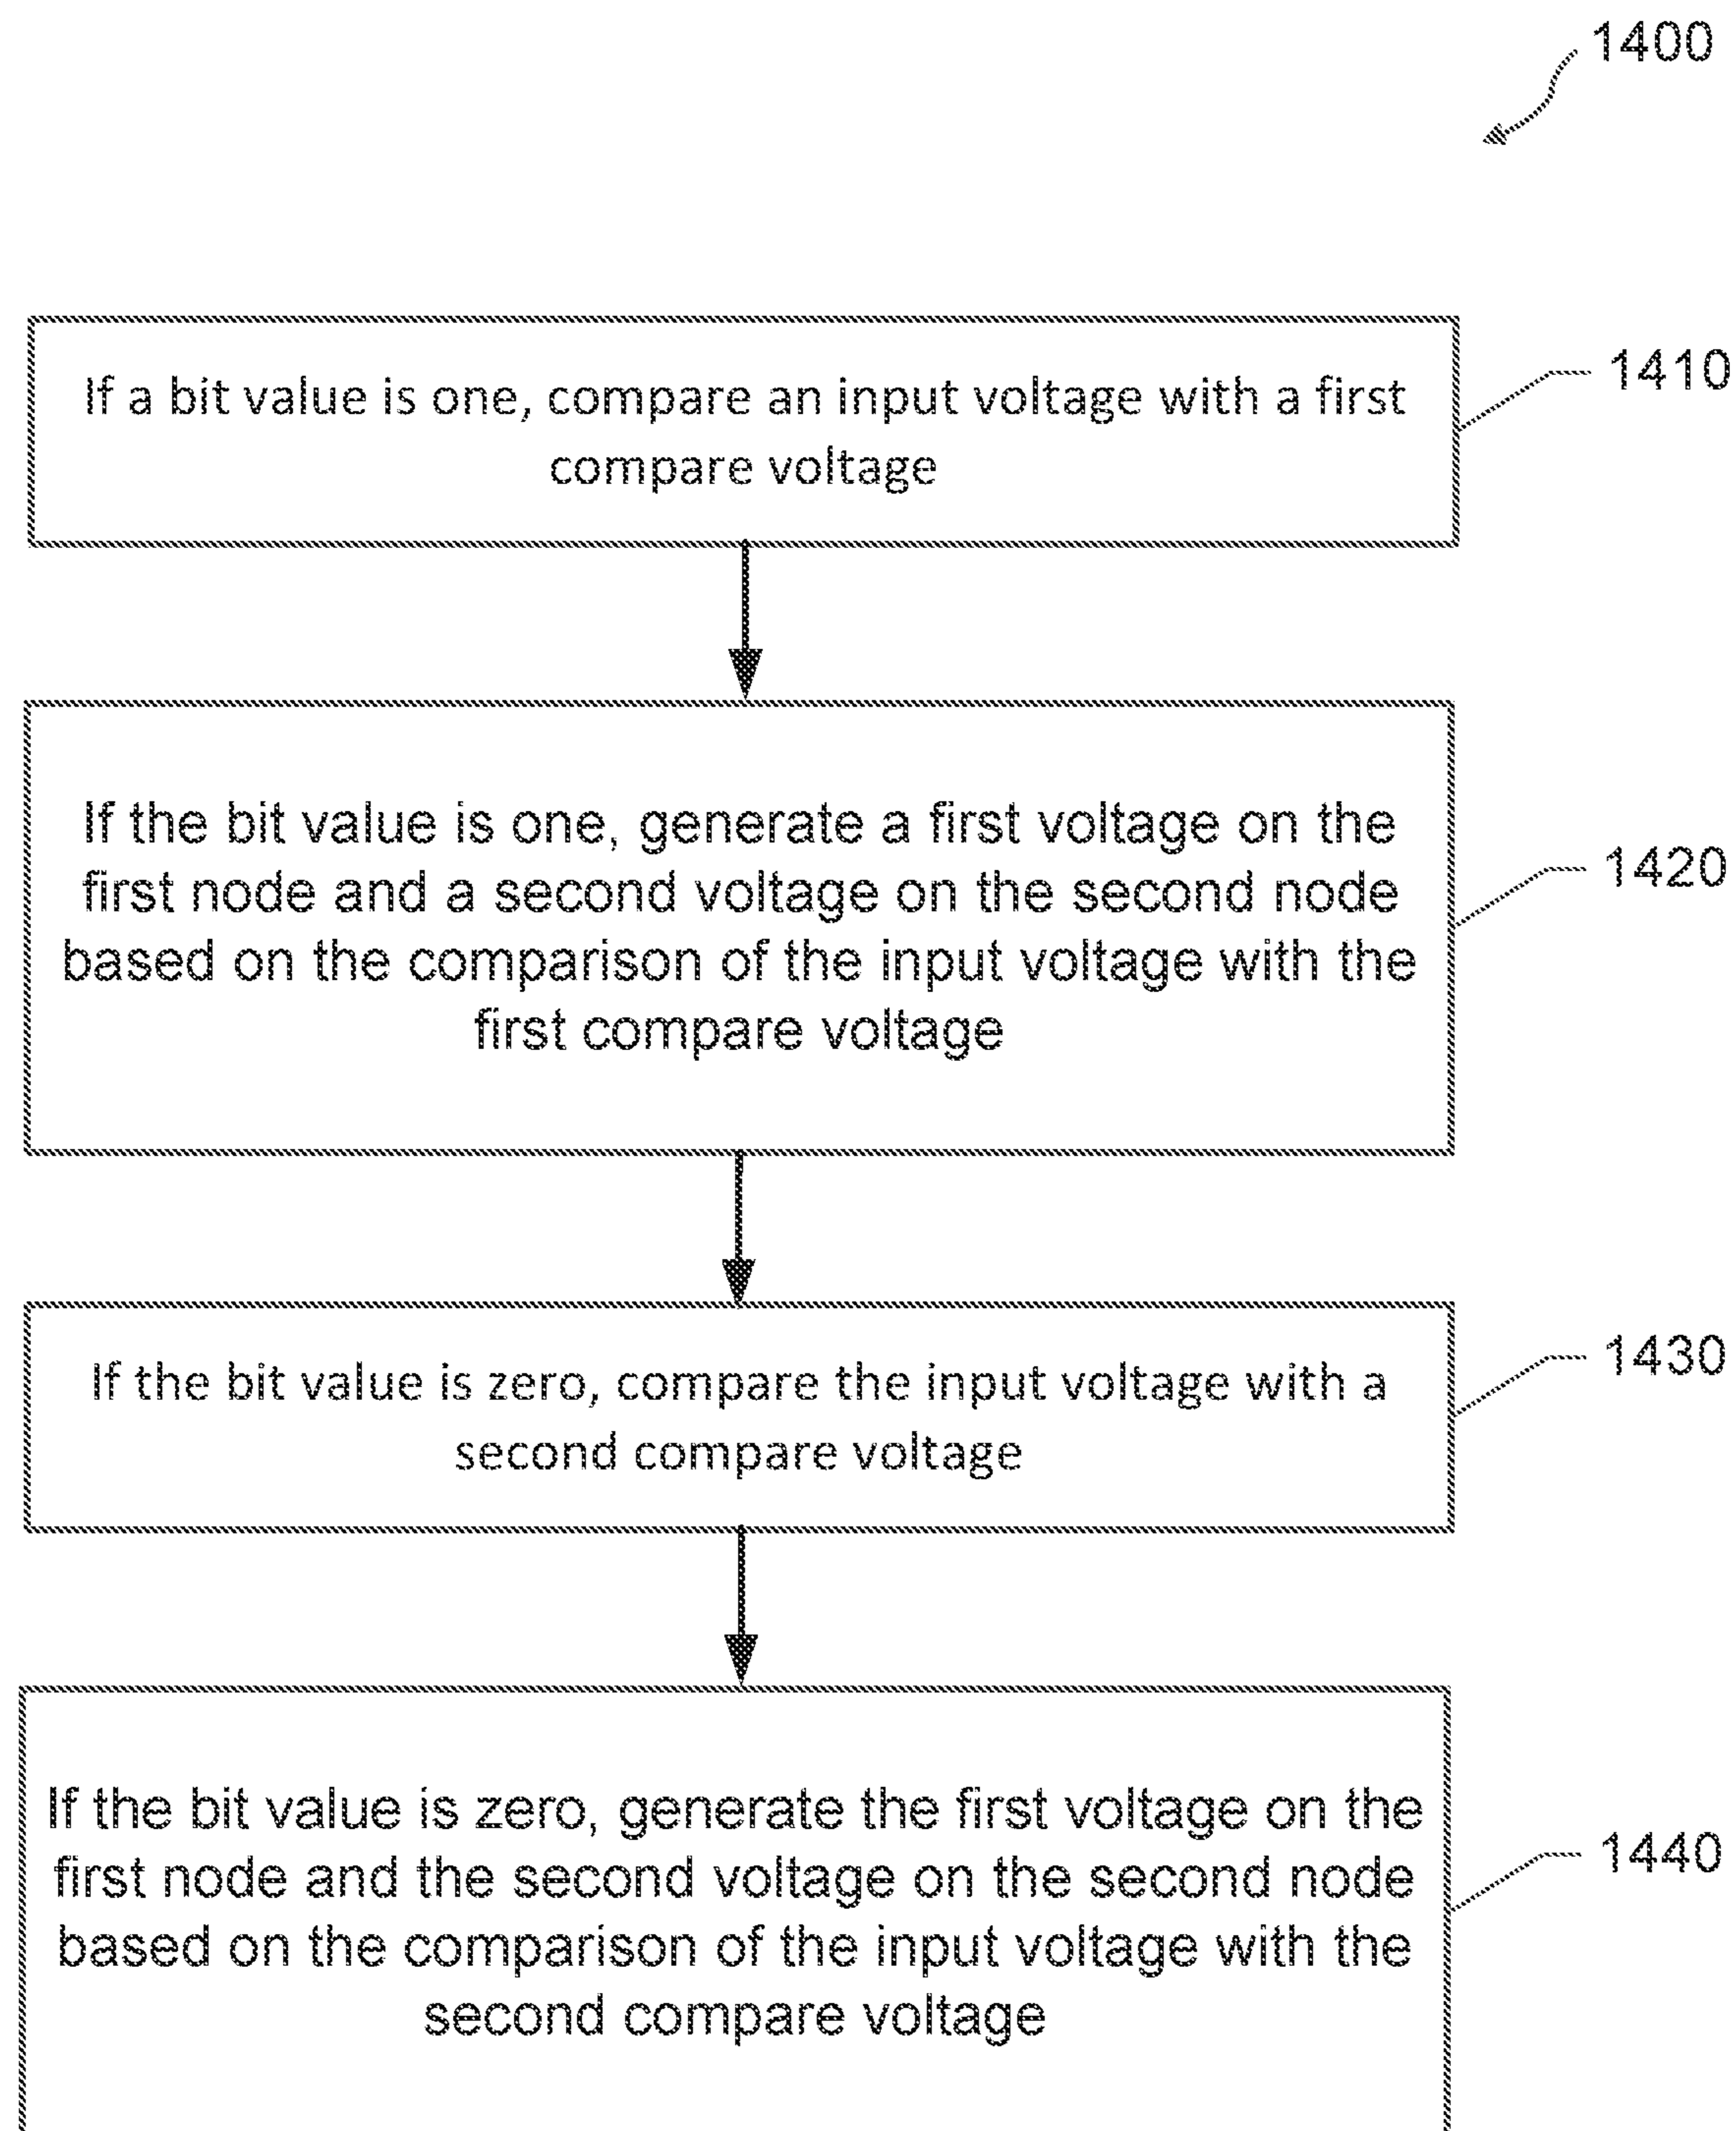 1400
If a bit value is one, compare an input voltage with a first
compare voltage
1410
If the bit value is one, generate a first voltage on the
first node and a second voltage on the second node
based on the comparison of the input voltage with the
first compare voltage
1420
If the bit value is zero, compare the input voltage with a
second compare voltage
1430
If the bit value is zero, generate the first voltage on the
first node and the second voltage on the second node
based on the comparison of the input voltage with the
second compare voltage
1440